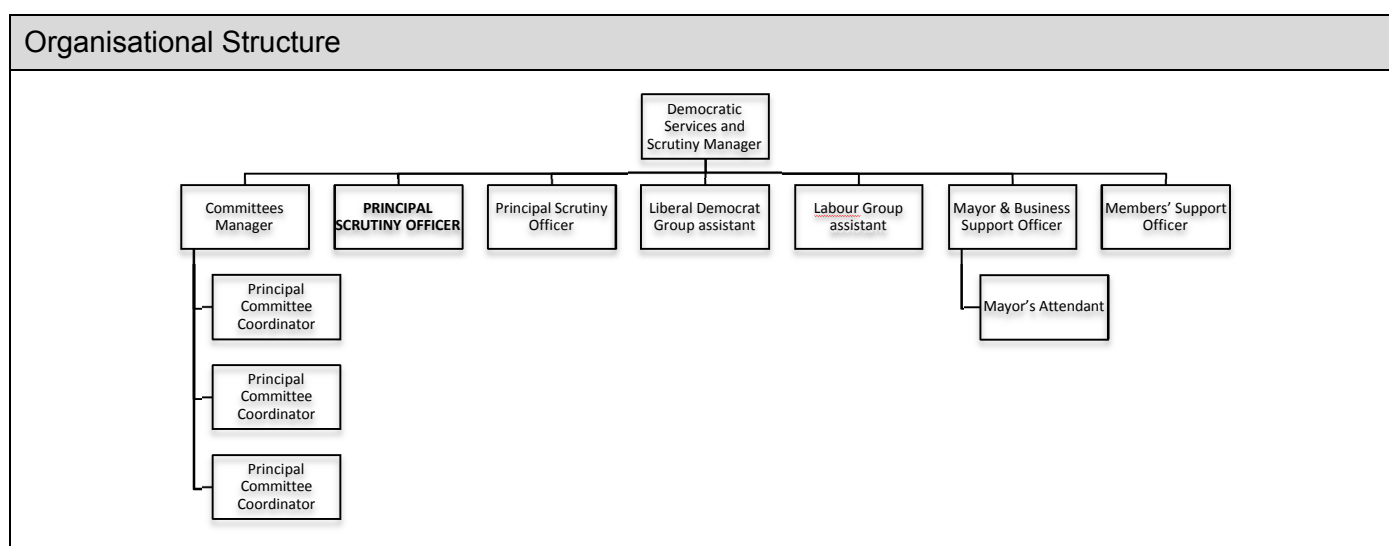 Organisational Structure
Democratic
Services and
Scrutiny Manager
Committees
Manager
PRINCIPAL
SCRUTINY OFFICER
Principal Scrutiny
Officer
Liberal Democrat
Group assistant
Labour Group
assistant
Mayor & Business
Support Officer
Members’ Support
Officer
Principal
Committee
Coordinator
Mayor’s Attendant
Principal
Committee
Coordinator
Principal
Committee
Coordinator